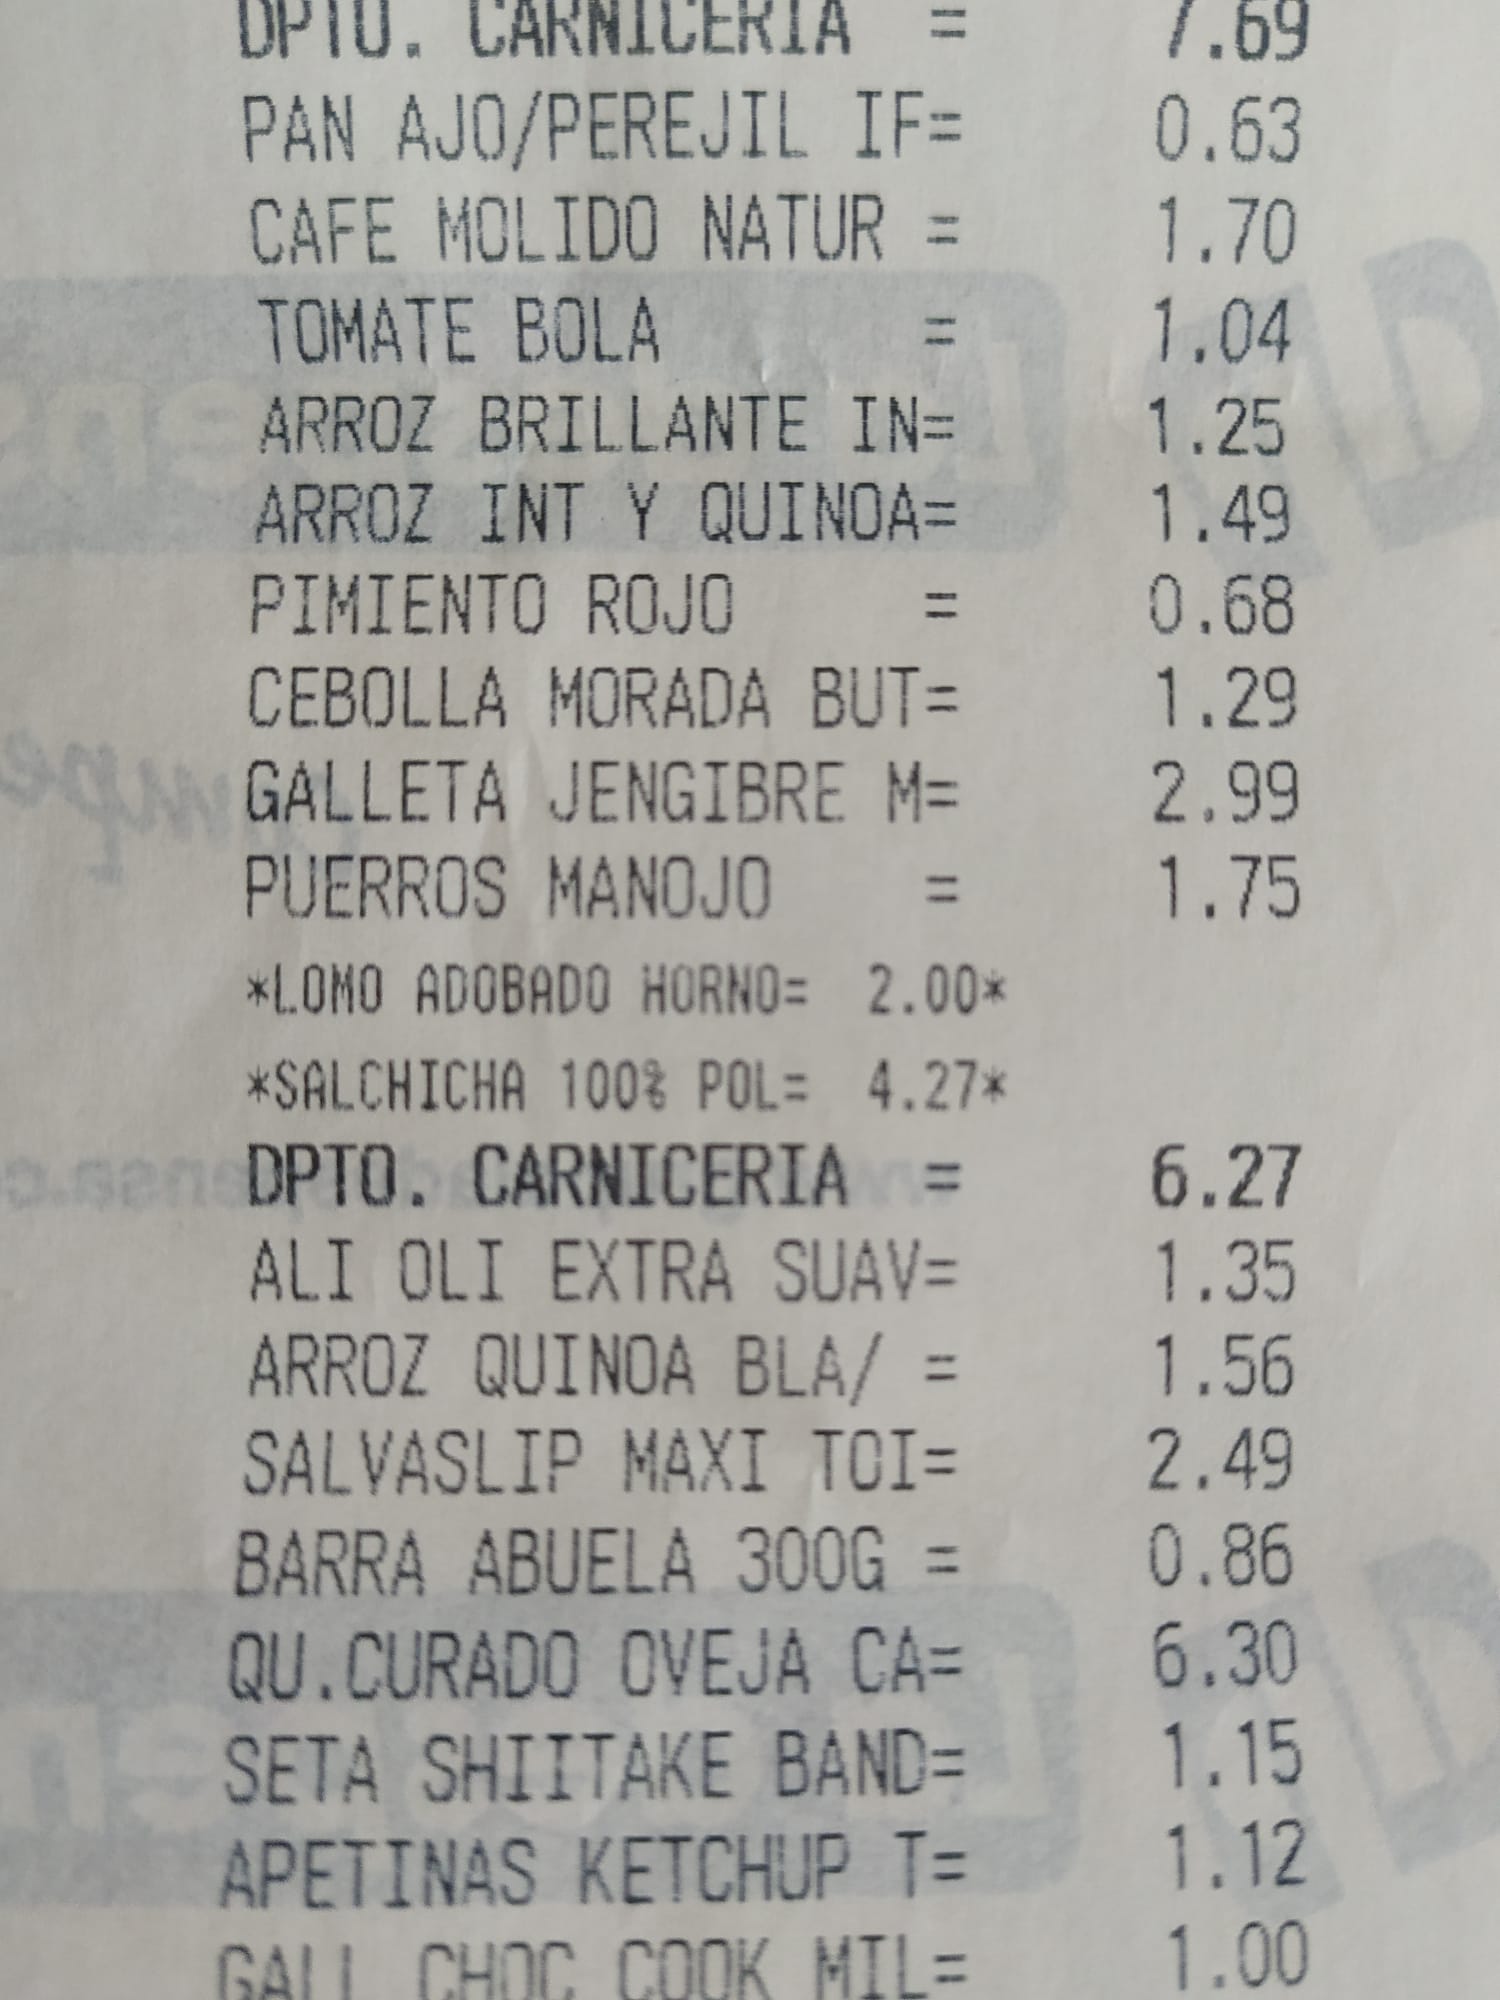 DPTO. CARNICERIA = 7.69
PAN AJO/PEREJIL IF= 0.63
CAFE MOLIDO NATUR = 1.70
TOMATE BOLA = 1.04
ARROZ BRILLANTE IN= 1.25
ARROZ INT Y QUINOA= 1.49
PIMIENTO ROJO = 0.68
CEBOLLA MORADA BUT= 1.29
GALLETA JENGIBRE M= 2.99
PUERROS MANOJO = 1.75
*LOMO ADOBADO HORNO= 2.00*
*SALCHICHA 100% POL= 4.27*
DPTO. CARNICERIA = 6.27
ALI OLI EXTRA SUAV= 1.35
ARROZ QUINOA BLA/ = 1.56
SALVASLIP MAXI TOI= 2.49
BARRA ABUELA 300G = 0.86
QU.CURADO OVEJA CA= 6.30
SETA SHIITAKE BAND= 1.15
APETINAS KETCHUP T= 1.12
GALL CHOC COOK MIL= 1.00